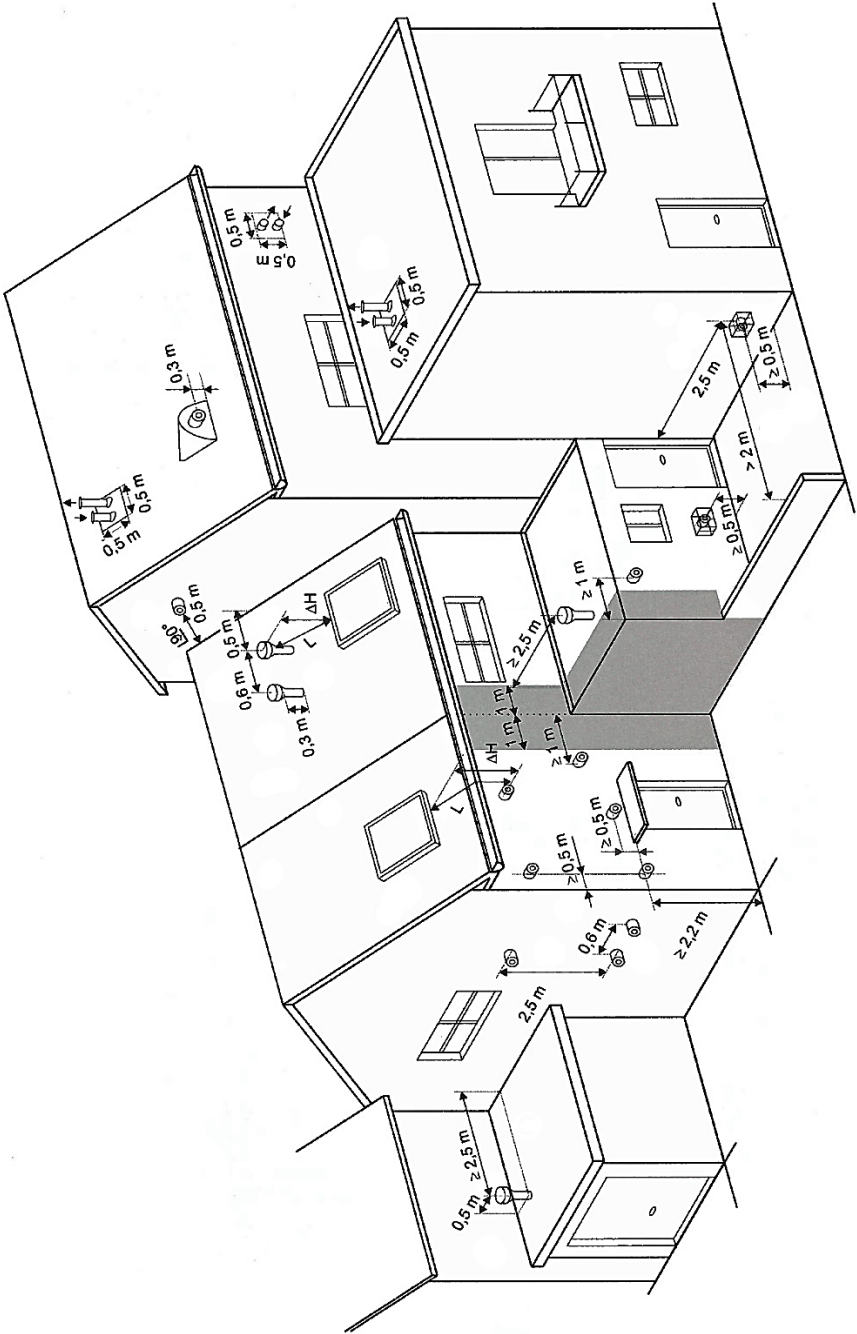 0,5 m
0,5 m
0,3 m
0,5 m
0,5 m
0,5 m
0,5 m
90°
0,5 m
0,5 m
0,6 m
0,3 m
L
ΔH
2,5 m
≥ 0,5 m
> 2 m
≥ 0,5 m
≥ 1 m
≥ 2,5 m
1 m
1 m
≥ 1 m
ΔH
L
≥ 0,5 m
≥ 0,5 m
≥ 2,2 m
0,6 m
2,5 m
≥ 2,5 m
0,5 m